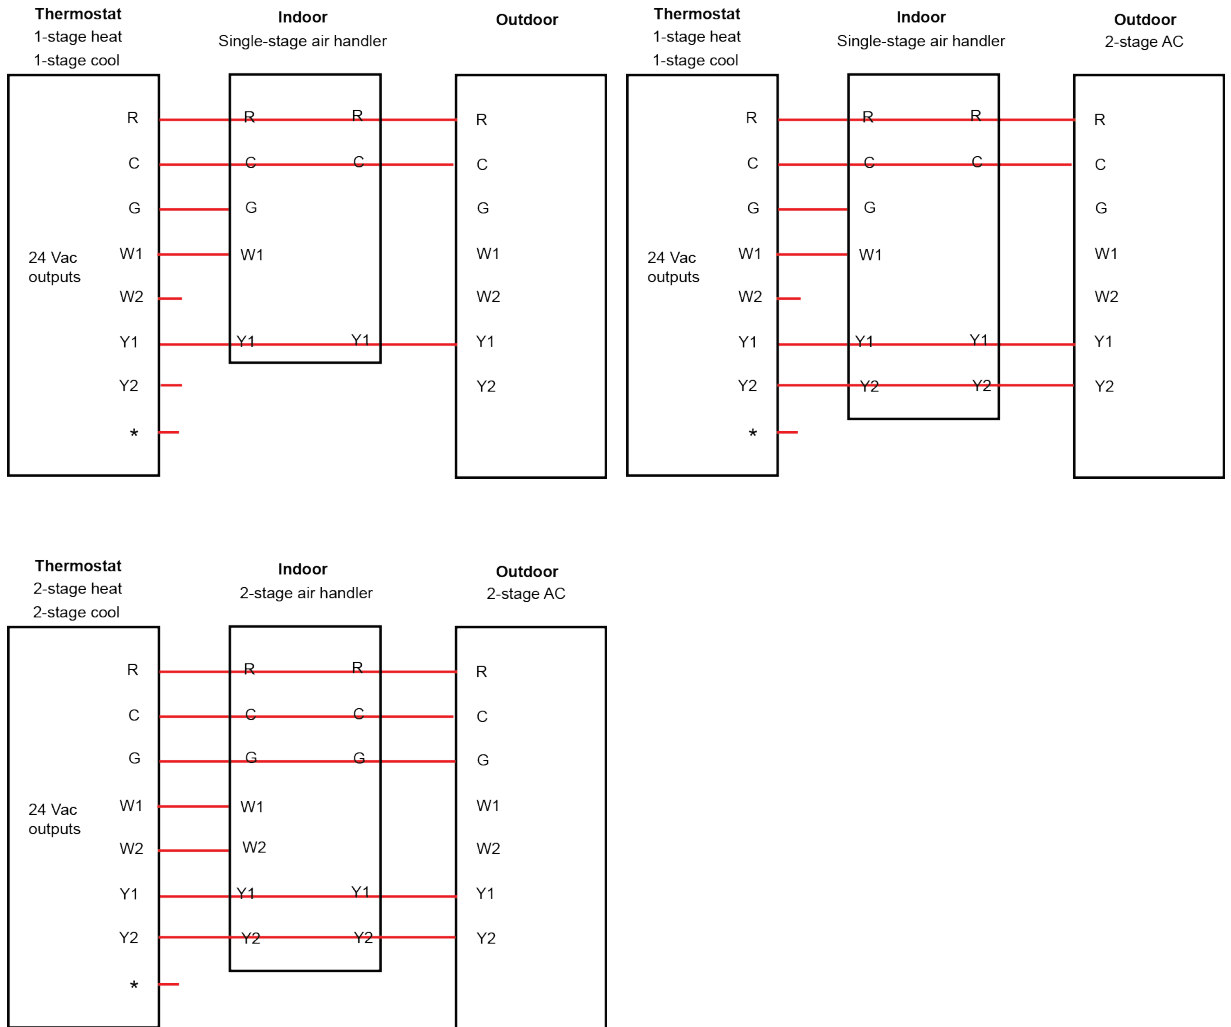 Thermostat
1-stage heat
1-stage cool
Indoor
Single-stage air handler
Outdoor
24 Vac
outputs
R R R R
C C C C
G G G
W1 W1 W1
W2 W2
Y1 Y1 Y1 Y1
Y2 Y2
*
Thermostat
1-stage heat
1-stage cool
Indoor
Single-stage air handler
Outdoor
2-stage AC
24 Vac
outputs
R R R R
C C C C
G G G
W1 W1 W1
W2 W2
Y1 Y1 Y1 Y1
Y2 Y2 Y2 Y2
*
Thermostat
2-stage heat
2-stage cool
Indoor
2-stage air handler
Outdoor
2-stage AC
24 Vac
outputs
R R R R
C C C C
G G G G
W1 W1 W1
W2 W2 W2
Y1 Y1 Y1 Y1
Y2 Y2 Y2 Y2
*